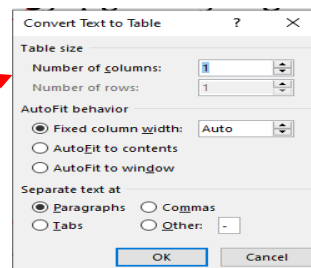 Convert Text to Table ? ×
Table size
Number of columns: 1
Number of rows: 1
AutoFit behavior
Fixed column width: Auto
AutoFit to contents
AutoFit to window
Separate text at
Paragraphs Commas
Tabs Other: -
OK Cancel